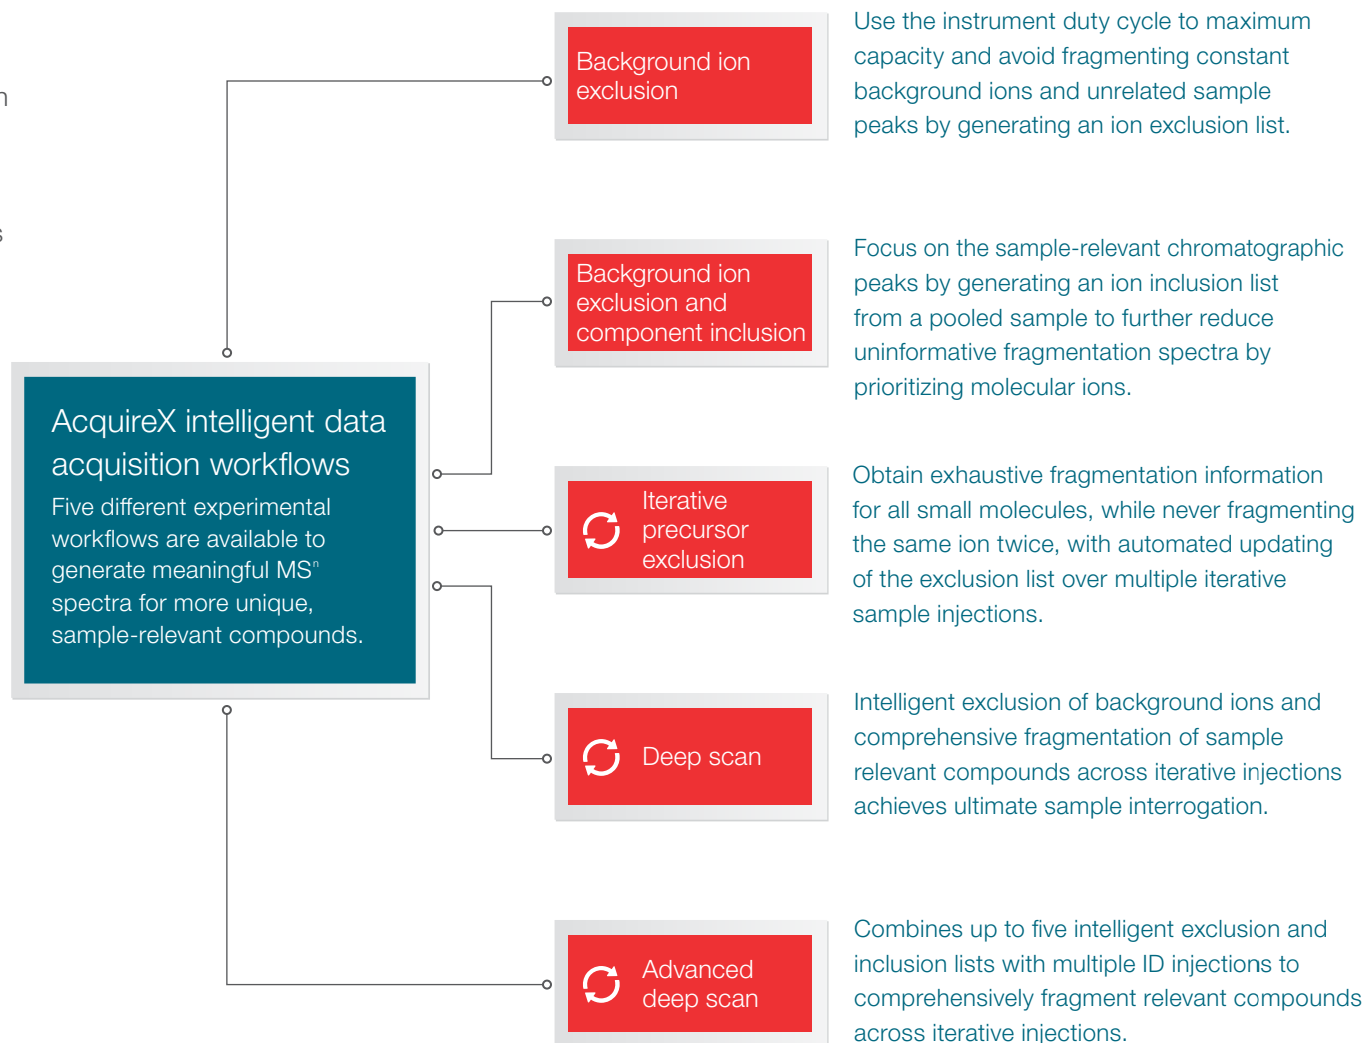 n
s
AcquireX intelligent data
acquisition workflows
Five different experimental
workflows are available to
generate meaningful MSⁿ
spectra for more unique,
sample-relevant compounds.
Background ion
exclusion
Use the instrument duty cycle to maximum
capacity and avoid fragmenting constant
background ions and unrelated sample
peaks by generating an ion exclusion list.
Background ion
exclusion and
component inclusion
Focus on the sample-relevant chromatographic
peaks by generating an ion inclusion list
from a pooled sample to further reduce
uninformative fragmentation spectra by
prioritizing molecular ions.
Iterative
precursor
exclusion
Obtain exhaustive fragmentation information
for all small molecules, while never fragmenting
the same ion twice, with automated updating
of the exclusion list over multiple iterative
sample injections.
Deep scan
Intelligent exclusion of background ions and
comprehensive fragmentation of sample
relevant compounds across iterative injections
achieves ultimate sample interrogation.
Advanced
deep scan
Combines up to five intelligent exclusion and
inclusion lists with multiple ID injections to
comprehensively fragment relevant compounds
across iterative injections.